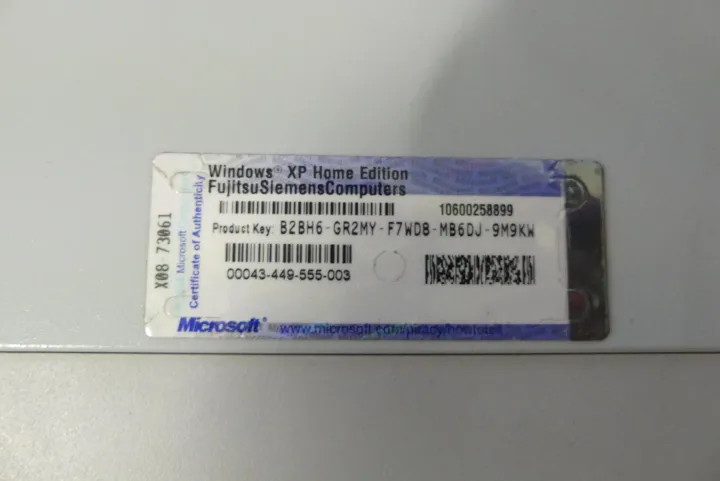 Windows® XP Home Edition
FujitsuSiemensComputers
10600258899
Product Key: B2BH6-GR2MY-F7WDB-MB6DJ-9M9KW
00043-449-555-003
Microsoft®
www.microsoft.com/piracy/howtotell
X08 73061
Microsoft
Certificate of Authenticity